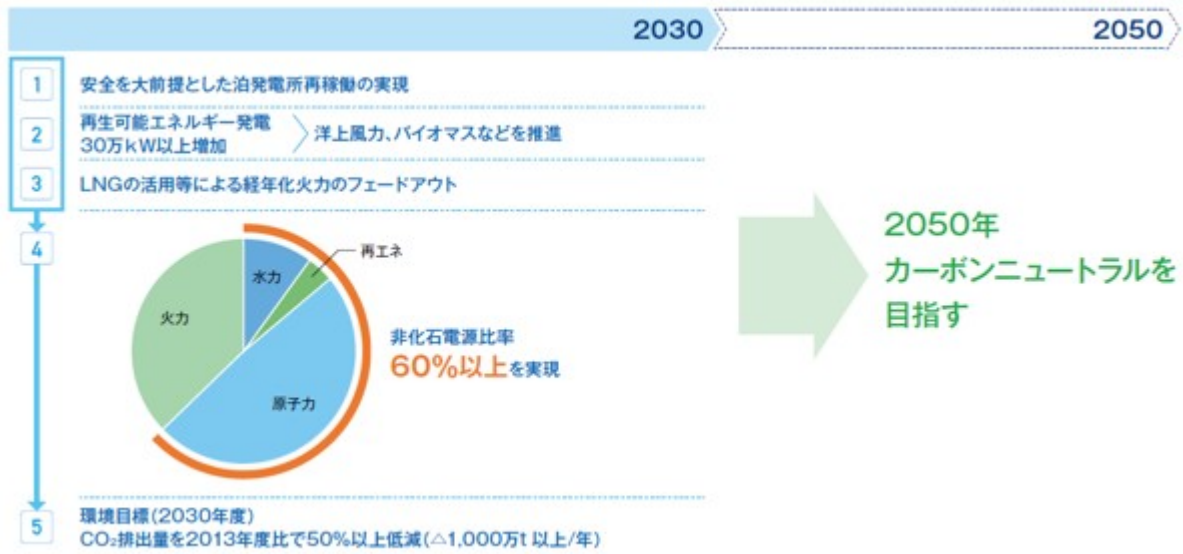 2030
2050
1
安全を大前提とした泊発電所再稼働の実現
2
再生可能エネルギー発電
30万kW以上増加
洋上風力、バイオマスなどを推進
3
LNGの活用等による経年化火力のフェードアウト
4
水力
再エネ
火力
原子力
非化石電源比率
60%以上を実現
2050年
カーボンニュートラルを
目指す
5
環境目標(2030年度)
CO₂排出量を2013年度比で50%以上低減(△1,000万t 以上/年)